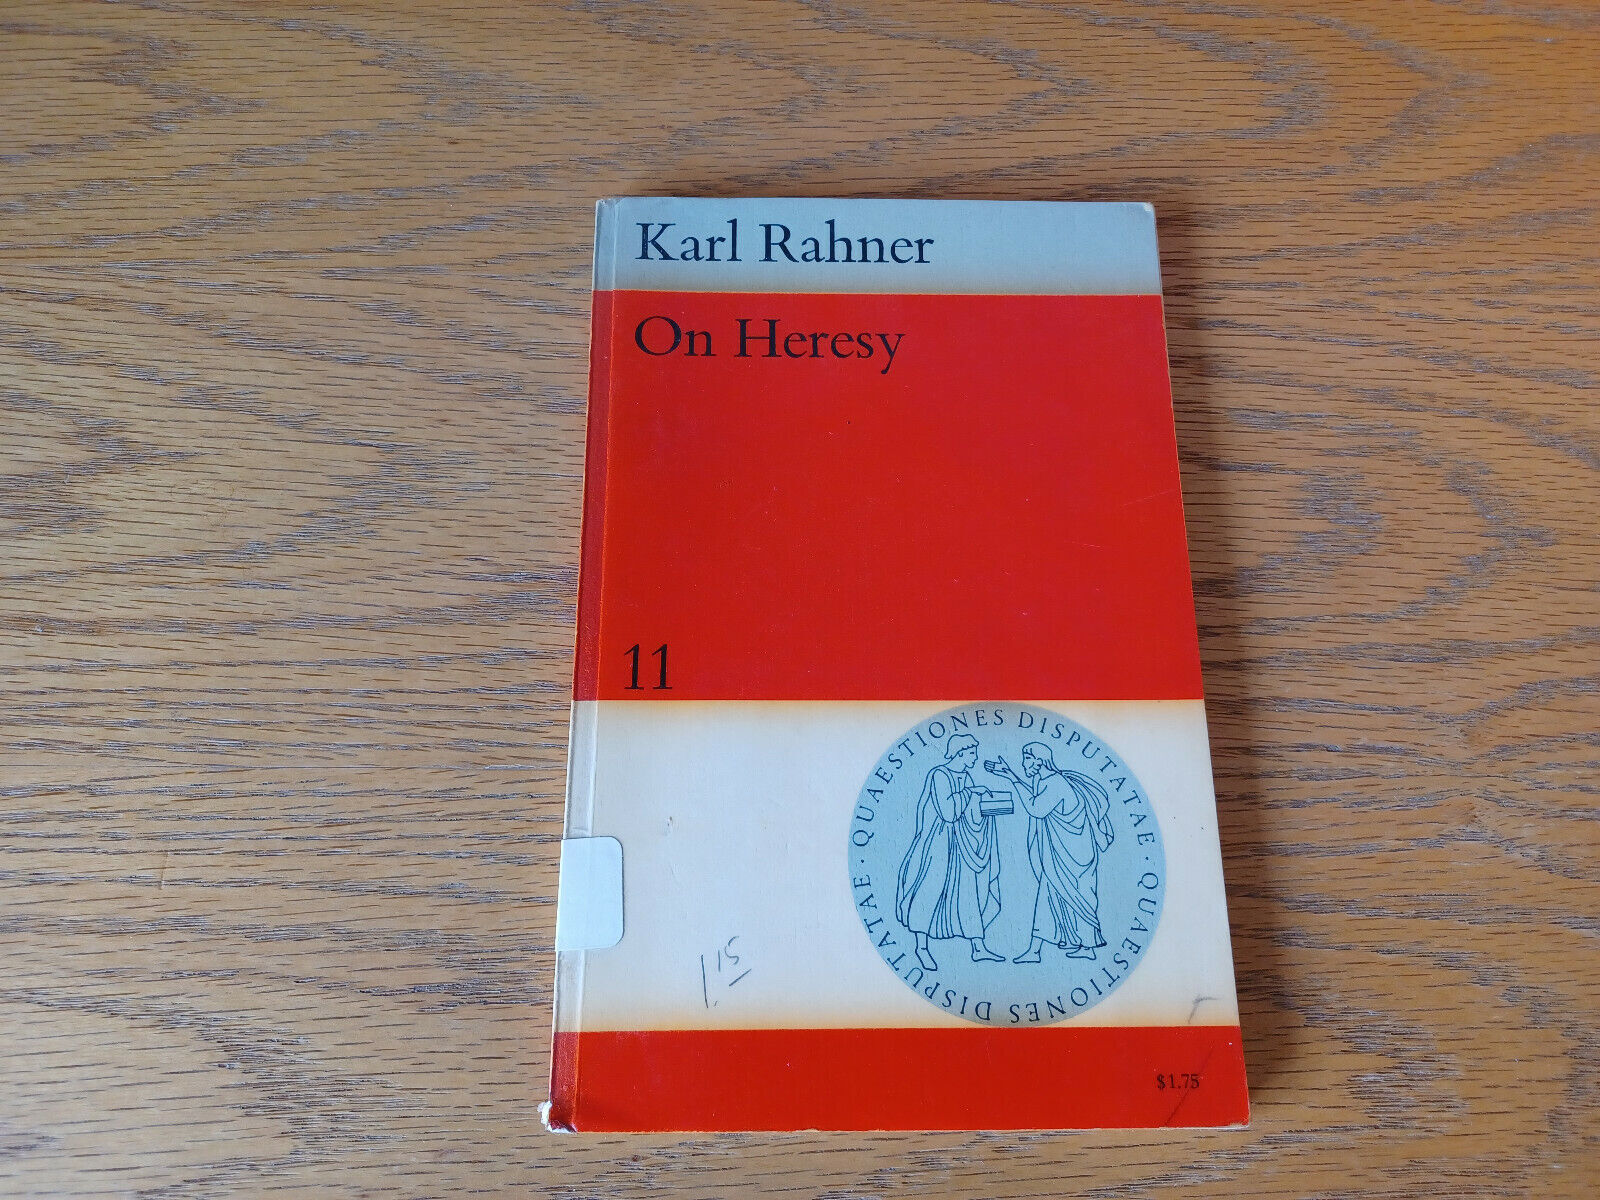 Karl Rahner
On Heresy
11
QUAESTIONES DISPUTATAE · QUAESTIONES DISPUTATAE ·
1.15
$1.75